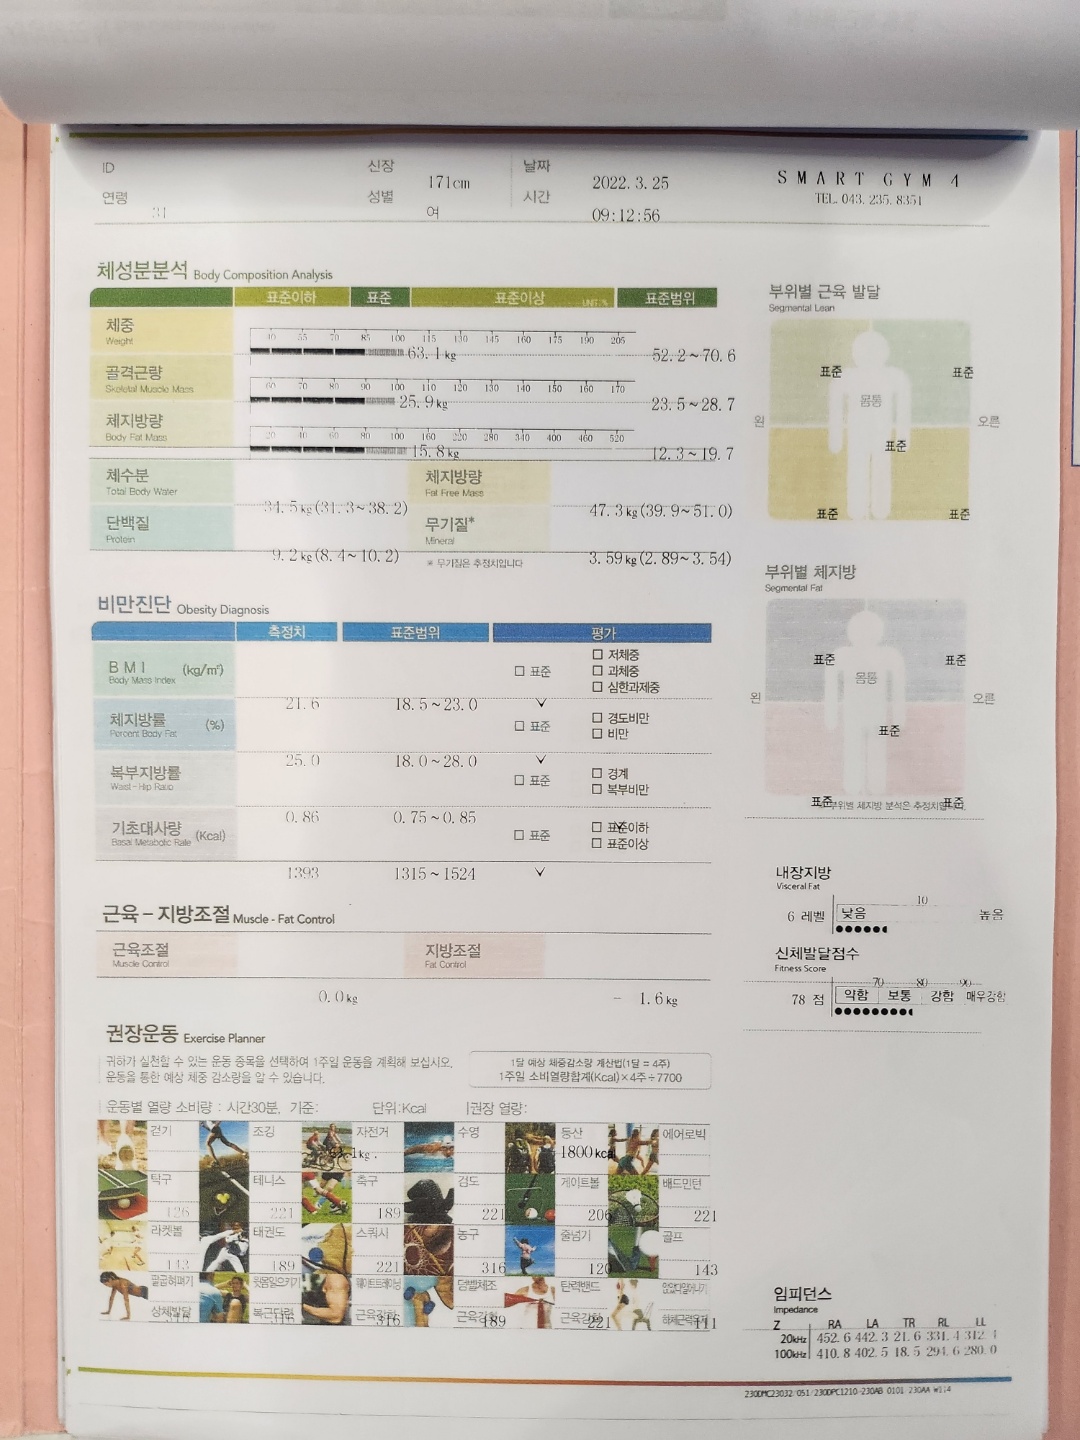 ID 신장 날짜 SMART GYM 4
171cm 2022. 3. 25
TEL. 043. 235. 8351
연령 성별 시간
31 여 09:12:56
체성분분석 Body Composition Analysis
표준이하 표준 표준이상 UNIT:% 표준범위
체중
Weight
40 55 70 85 100 115 130 145 160 175 190 205
63. 1 kg 52. 2 ~ 70. 6
골격근량
Skeletal Muscle Mass
60 70 80 90 100 110 120 130 140 150 160 170
25. 9 kg 23. 5 ~ 28. 7
체지방량
Body Fat Mass
20 40 60 80 100 160 220 280 340 400 460 520
15. 8 kg 12. 3 ~ 19. 7
체수분 체지방량
Total Body Water Fat Free Mass
34. 5 kg (31. 3 ~ 38. 2) 47. 3 kg (39. 9 ~ 51. 0)
단백질 무기질*
Protein Mineral
9. 2 kg (8. 4 ~ 10. 2) ※ 무기질은 추정치입니다 3. 59 kg (2. 89 ~ 3. 54)
비만진단 Obesity Diagnosis
측정치 표준범위 평가
BMI (kg/㎡)
Body Mass Index
□ 표준
□ 저체중
□ 과체중
□ 심한과체중
21. 6 18. 5 ~ 23. 0 ∨
체지방률 (%)
Percent Body Fat
□ 표준
□ 경도비만
□ 비만
25. 0 18. 0 ~ 28. 0 ∨
복부지방률
Waist - Hip Ratio
□ 표준
□ 경계
□ 복부비만
0. 86 0. 75 ~ 0. 85 ∨
기초대사량 (Kcal)
Basal Metabolic Rate
□ 표준
□ 표준이하
□ 표준이상
1393 1315 ~ 1524 ∨
근육 – 지방조절 Muscle - Fat Control
근육조절 지방조절
Muscle Control Fat Control
0. 0 kg - 1. 6 kg
권장운동 Exercise Planner
귀하가 실천할 수 있는 운동 종목을 선택하여 1주일 운동을 계획해 보십시오.
운동을 통한 예상 체중 감소량을 알 수 있습니다.
1달 예상 체중감소량 계산법(1달 = 4주)
1주일 소비열량합계(Kcal)×4주÷7700
운동별 열량 소비량 : 시간30분, 기준: 단위:Kcal 권장 열량:
걷기 조깅 자전거 수영 등산 에어로빅
1kg . 1800 kcal
탁구 테니스 축구 검도 게이트볼 배드민턴
126 221 189 221 206 221
라켓볼 태권도 스쿼시 농구 줄넘기 골프
143 189 221 316 120 143
팔굽혀펴기 윗몸일으키기 웨이트트레이닝 덤벨체조 탄력밴드
상체발달 복근단련 근육강화 근육강화 근육강화
316 189 221 111
부위별 근육 발달
Segmental Lean
표준 표준
몸통
왼 오른
표준
표준 표준
부위별 체지방
Segmental Fat
표준 표준
몸통
왼 오른
표준
표준 표준
부위별 체지방 분석은 추정치입니다.
내장지방
Visceral Fat
10
6 레벨 낮음 높음
신체발달점수
Fitness Score
70 80 90
78 점 약함 보통 강함 매우강함
임피던스
Impedance
Z RA LA TR RL LL
20kHz 452. 6 442. 3 21. 6 331. 4 312. 4
100kHz 410. 8 402. 5 18. 5 294. 6 280. 0